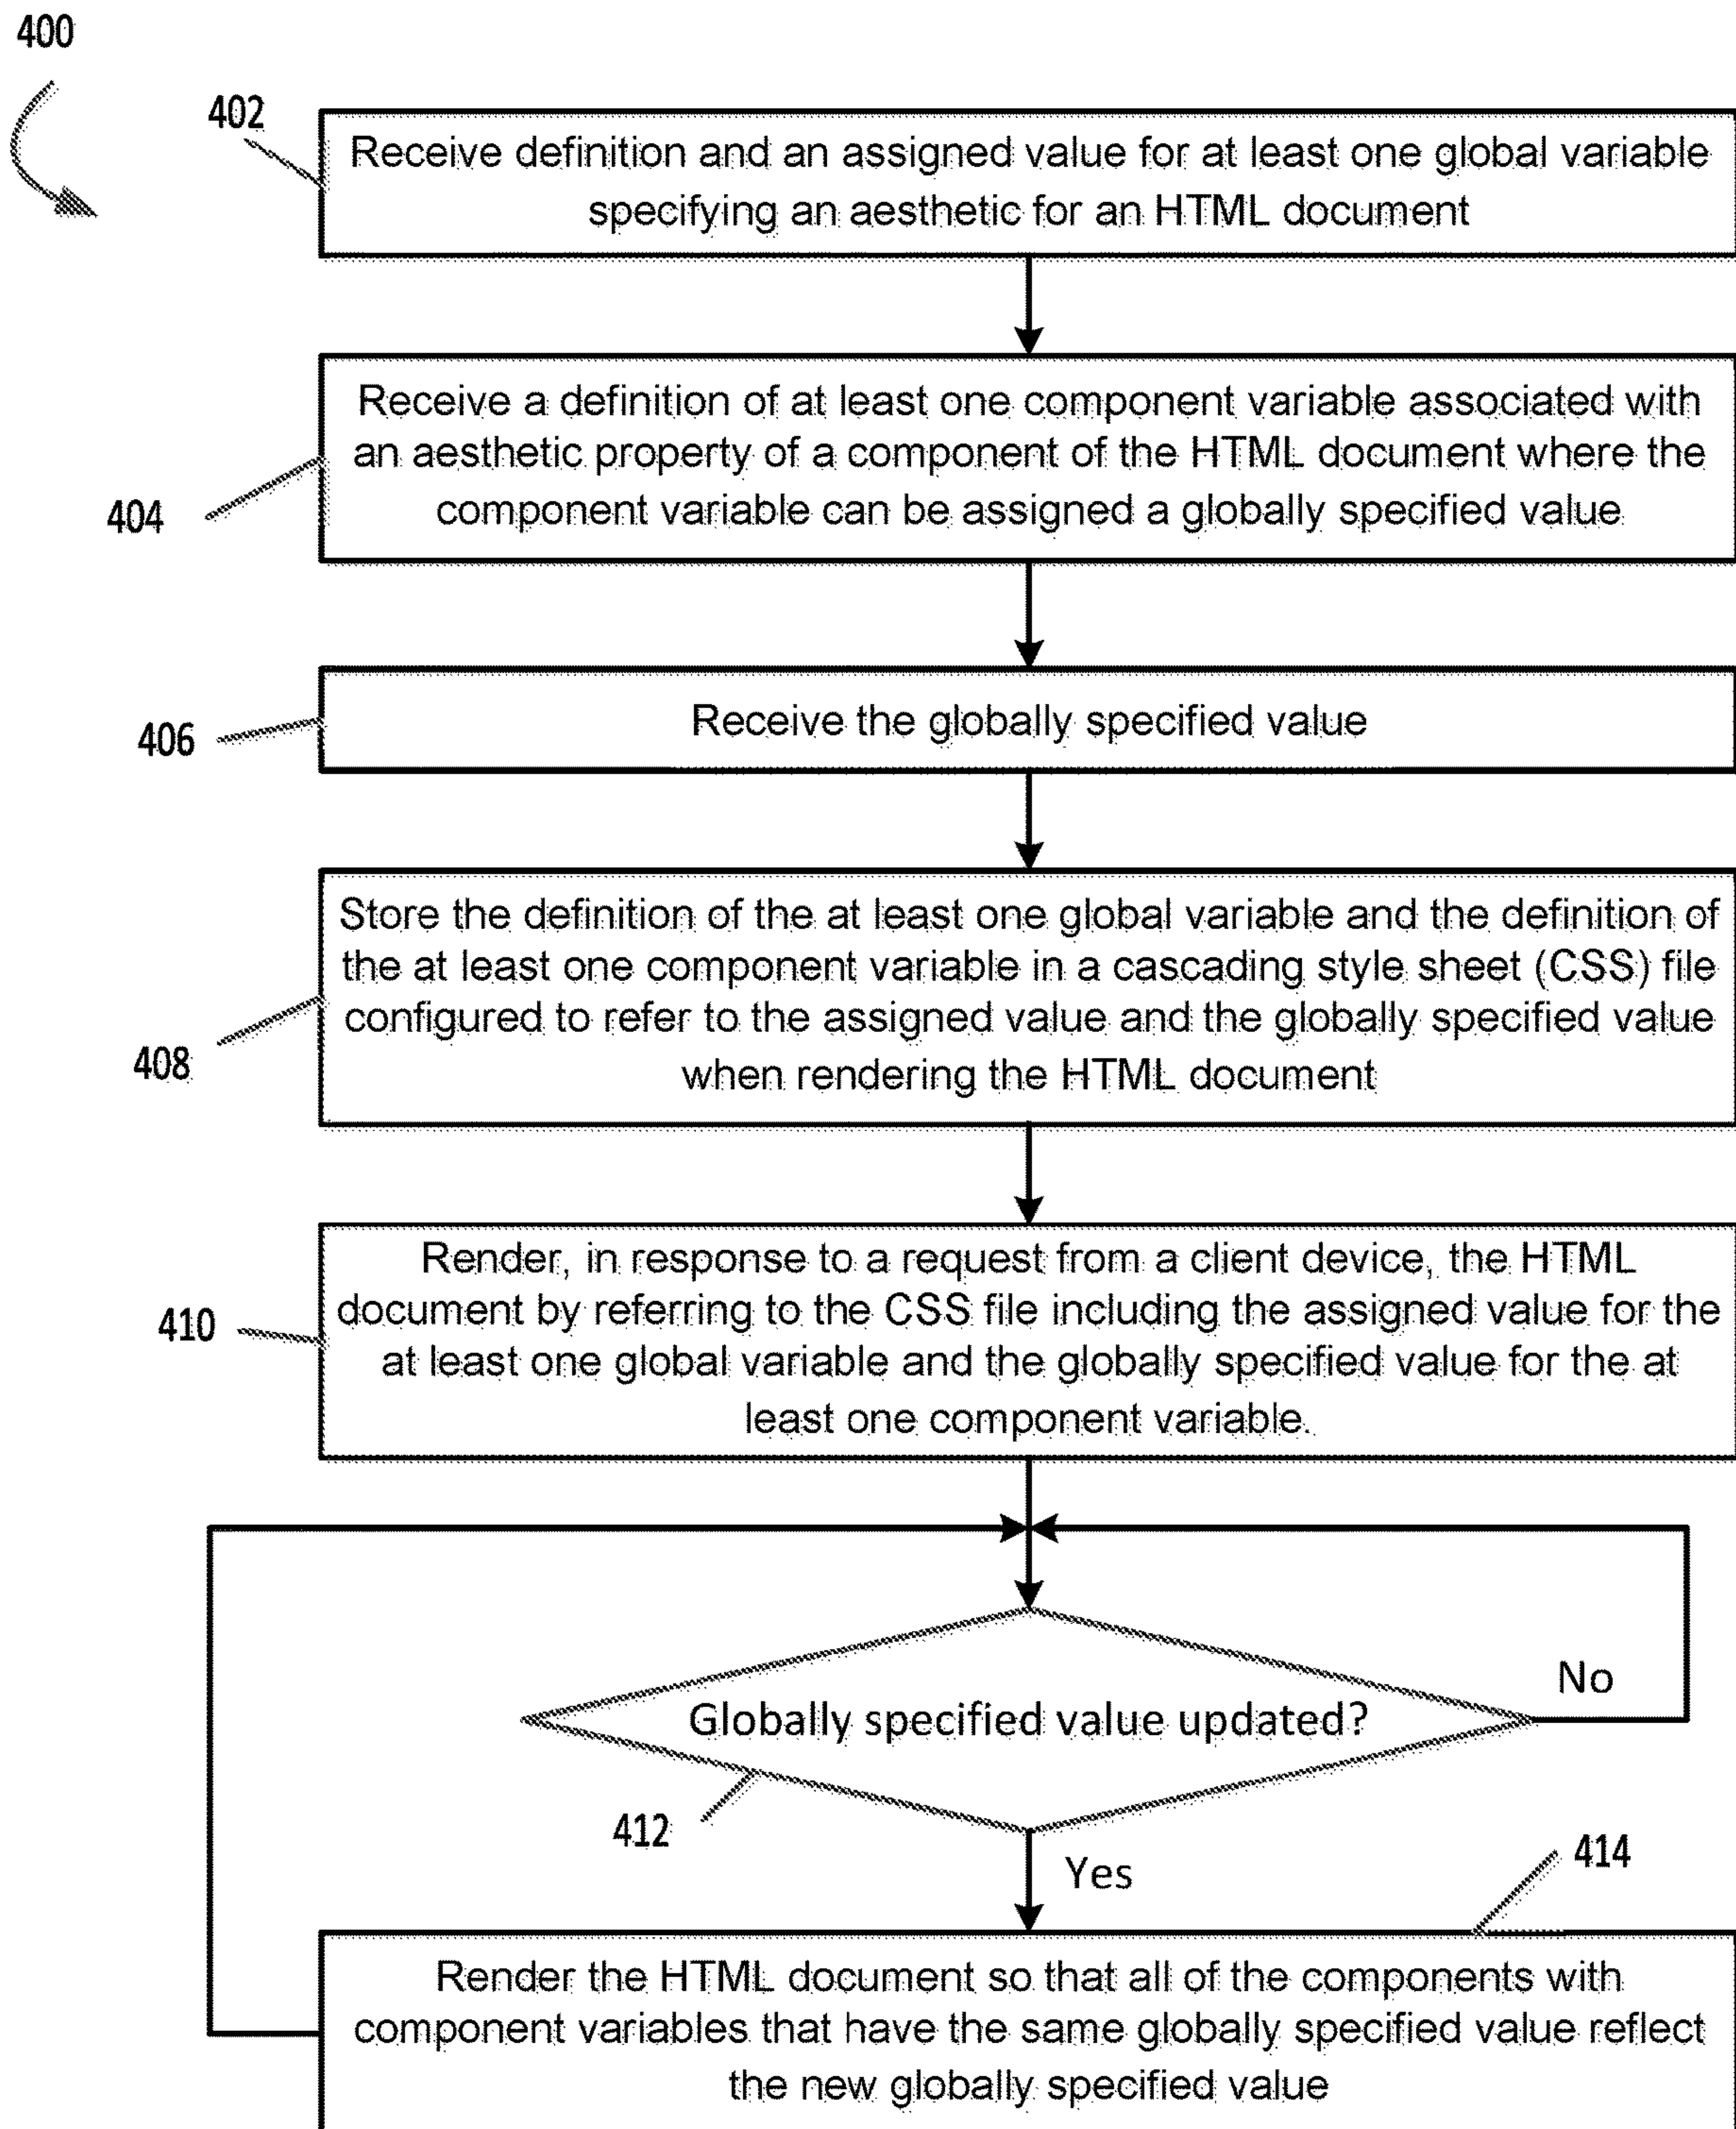 400
402
Receive definition and an assigned value for at least one global variable
specifying an aesthetic for an HTML document
Receive a definition of at least one component variable associated with
an aesthetic property of a component of the HTML document where the
component variable can be assigned a globally specified value
404
Receive the globally specified value
406
Store the definition of the at least one global variable and the definition of
the at least one component variable in a cascading style sheet (CSS) file
configured to refer to the assigned value and the globally specified value
when rendering the HTML document
408
Render, in response to a request from a client device, the HTML
document by referring to the CSS file including the assigned value for the
at least one global variable and the globally specified value for the at
least one component variable.
410
No
Globally specified value updated?
412
Yes
414
Render the HTML document so that all of the components with
component variables that have the same globally specified value reflect
the new globally specified value